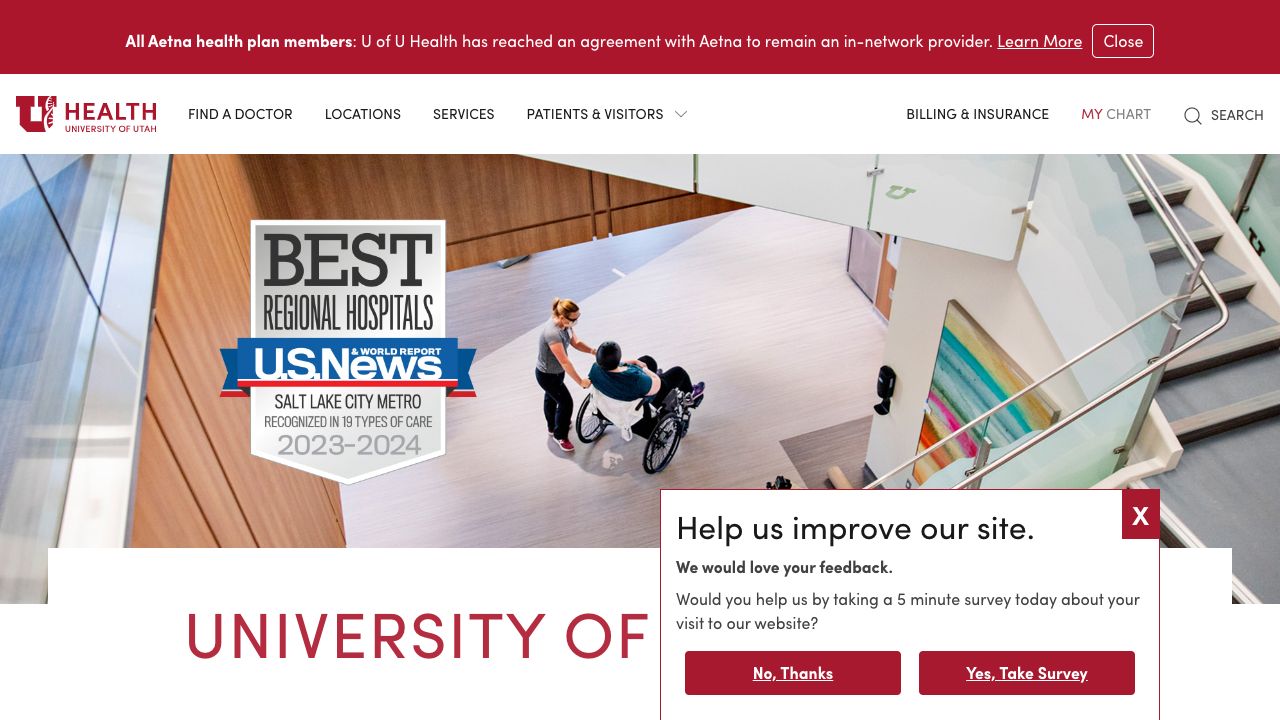 All Aetna health plan members: U of U Health has reached an agreement with Aetna to remain an in-network provider. Learn More Close
U HEALTH
UNIVERSITY OF UTAH
FIND A DOCTOR LOCATIONS SERVICES PATIENTS & VISITORS BILLING & INSURANCE MY CHART SEARCH
BEST
REGIONAL HOSPITALS
U.S.News & WORLD REPORT
SALT LAKE CITY METRO
RECOGNIZED IN 19 TYPES OF CARE
2023-2024
X
Help us improve our site.
We would love your feedback.
Would you help us by taking a 5 minute survey today about your
visit to our website?
No, Thanks Yes, Take Survey
UNIVERSITY OF